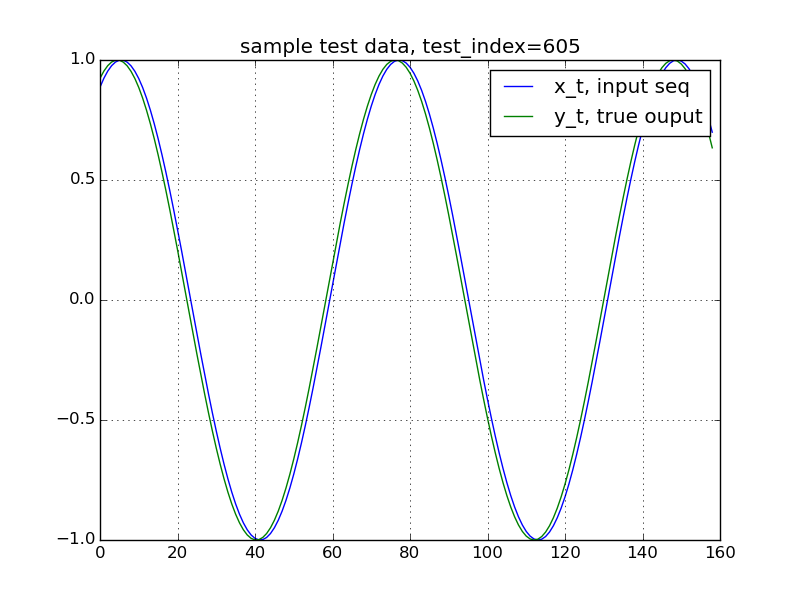 sample test data, test_index=605
1.0
0.5
0.0
−0.5
−1.0
x_t, input seq
y_t, true ouput
0 20 40 60 80 100 120 140 160